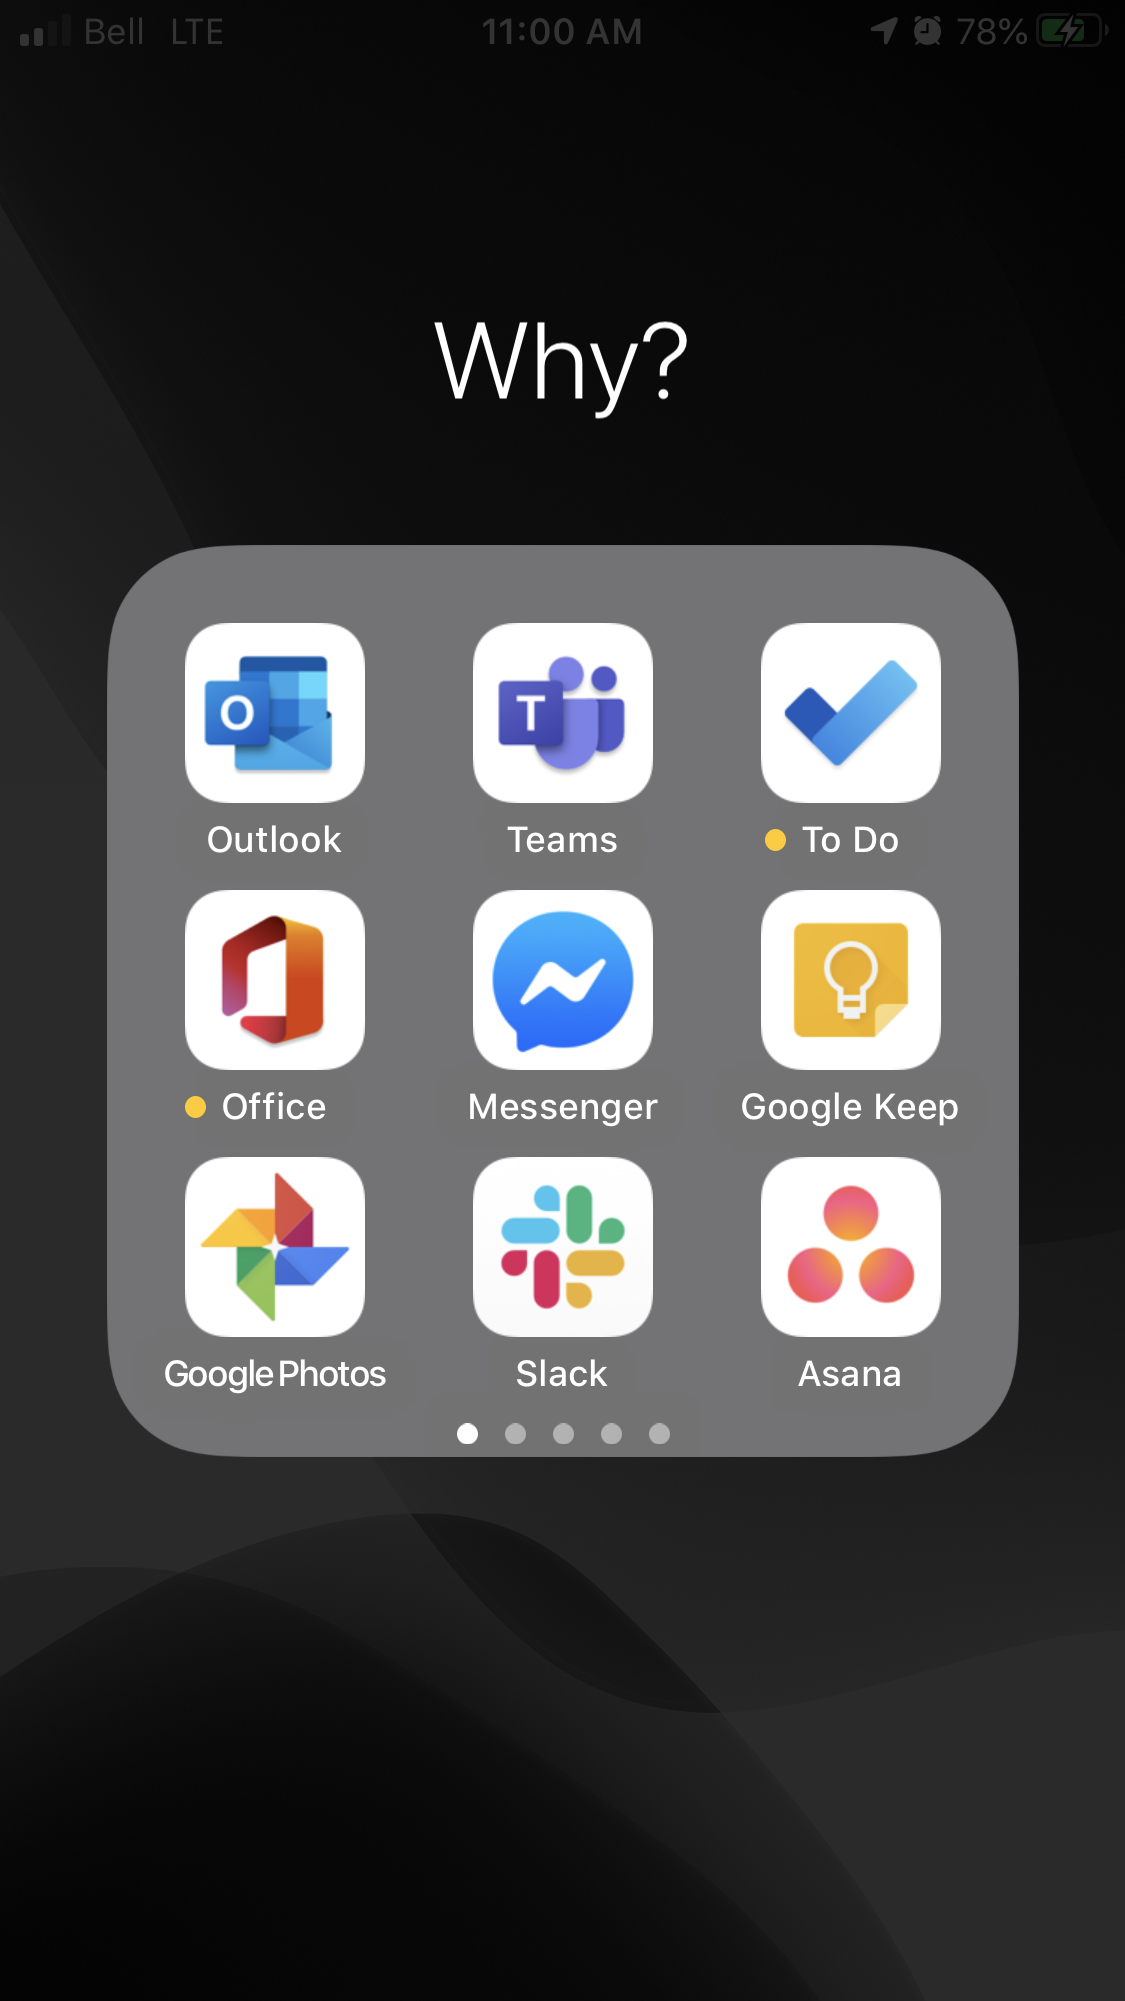 Bell LTE 11:00 AM 78%
Why?
O T
Outlook Teams To Do
Office Messenger Google Keep
Google Photos Slack Asana